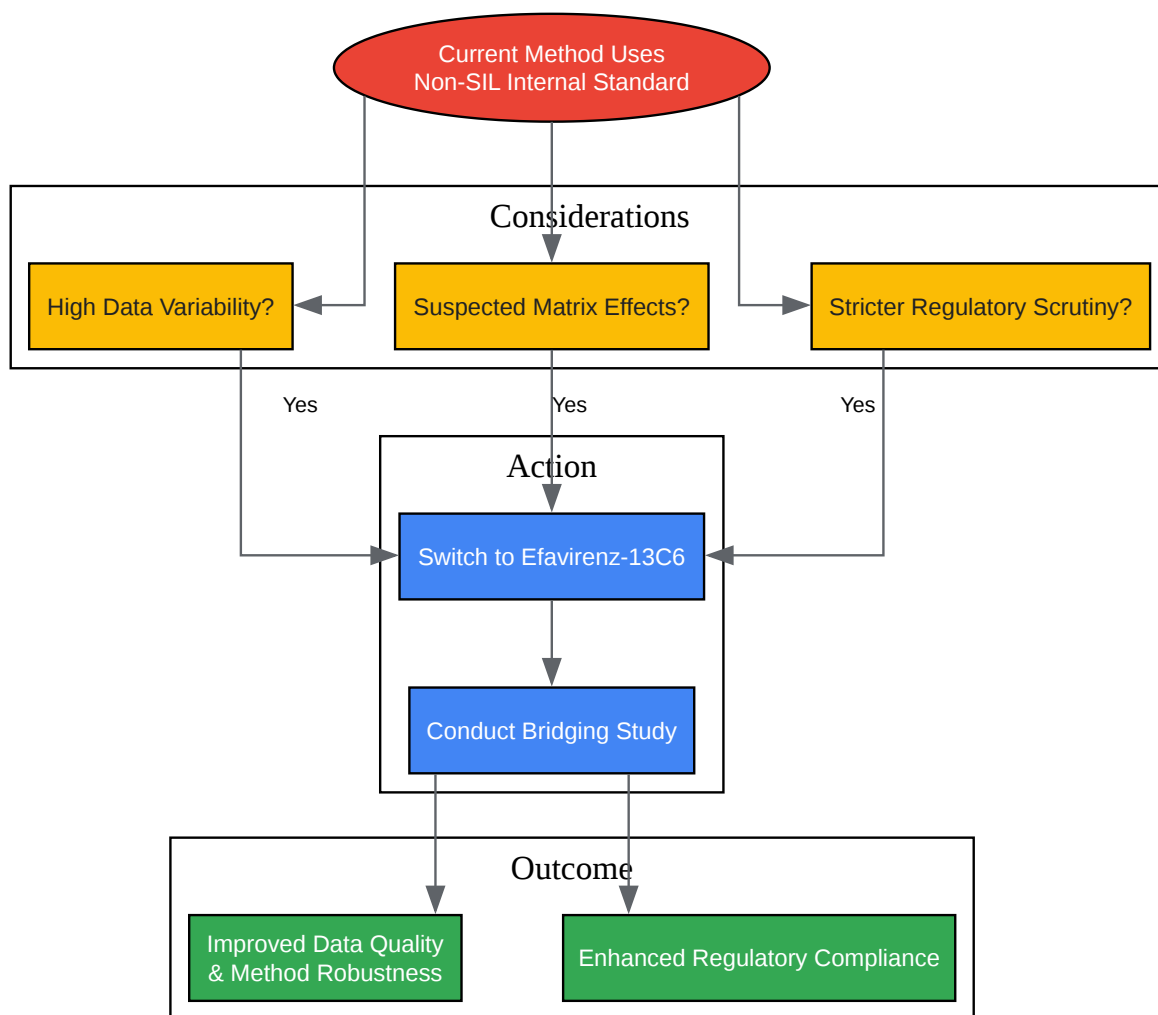 Current Method Uses
Non-SIL Internal Standard
Considerations
High Data Variability?
Suspected Matrix Effects?
Stricter Regulatory Scrutiny?
Yes
Yes
Yes
Action
Switch to Efavirenz-13C6
Conduct Bridging Study
Outcome
Improved Data Quality
& Method Robustness
Enhanced Regulatory Compliance